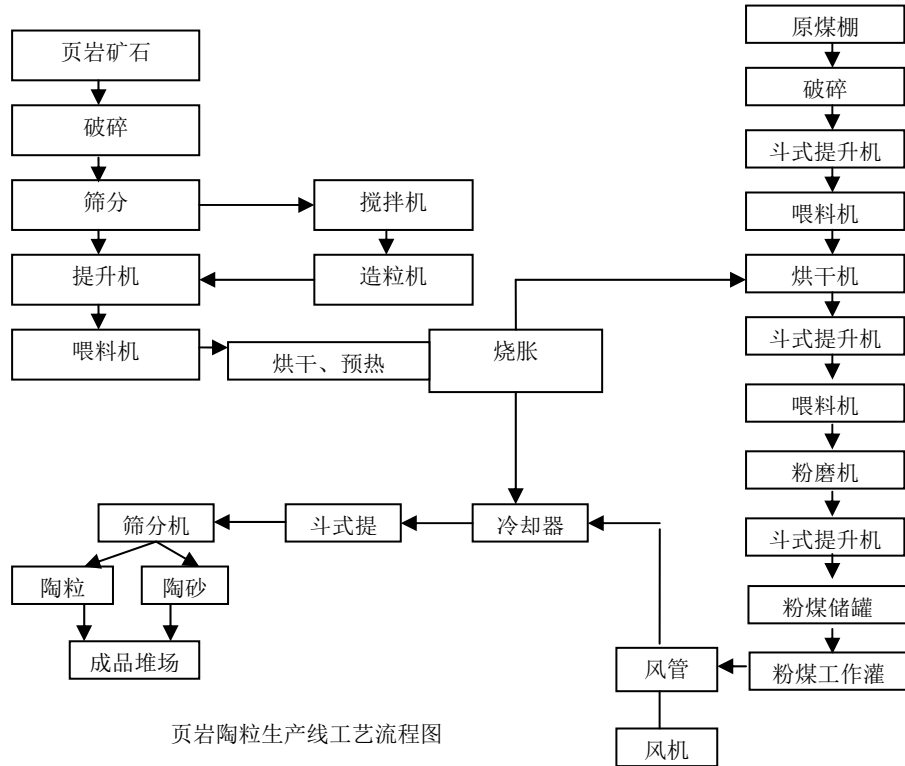 页岩矿石
破碎
筛分
搅拌机
提升机
造粒机
喂料机
烘干、预热
烧胀
原煤棚
破碎
斗式提升机
喂料机
烘干机
斗式提升机
喂料机
粉磨机
斗式提升机
粉煤储罐
粉煤工作灌
风管
风机
冷却器
斗式提
筛分机
陶粒
陶砂
成品堆场
页岩陶粒生产线工艺流程图